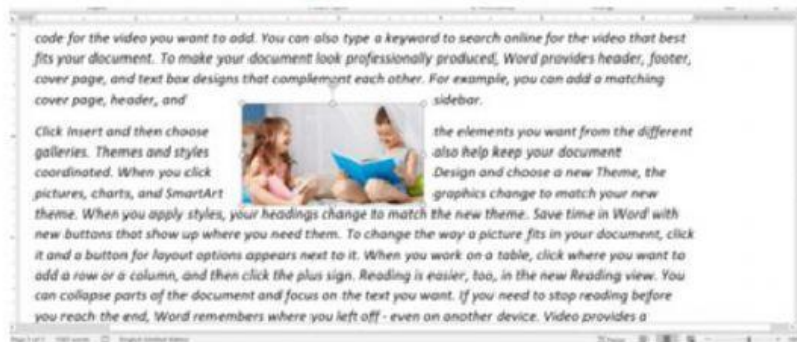 code for the video you want to add. You can also type a keyword to search online for the video that best
fits your document. To make your document look professionally produced, Word provides header, footer,
cover page, and text box designs that complement each other. For example, you can add a matching
cover page, header, and sidebar.
Click Insert and then choose the elements you want from the different
galleries. Themes and styles also help keep your document
coordinated. When you click Design and choose a new Theme, the
pictures, charts, and SmartArt graphics change to match your new
theme. When you apply styles, your headings change to match the new theme. Save time in Word with
new buttons that show up where you need them. To change the way a picture fits in your document, click
it and a button for layout options appears next to it. When you work on a table, click where you want to
add a row or a column, and then click the plus sign. Reading is easier, too, in the new Reading view. You
can collapse parts of the document and focus on the text you want. If you need to stop reading before
you reach the end, Word remembers where you left off - even on another device. Video provides a